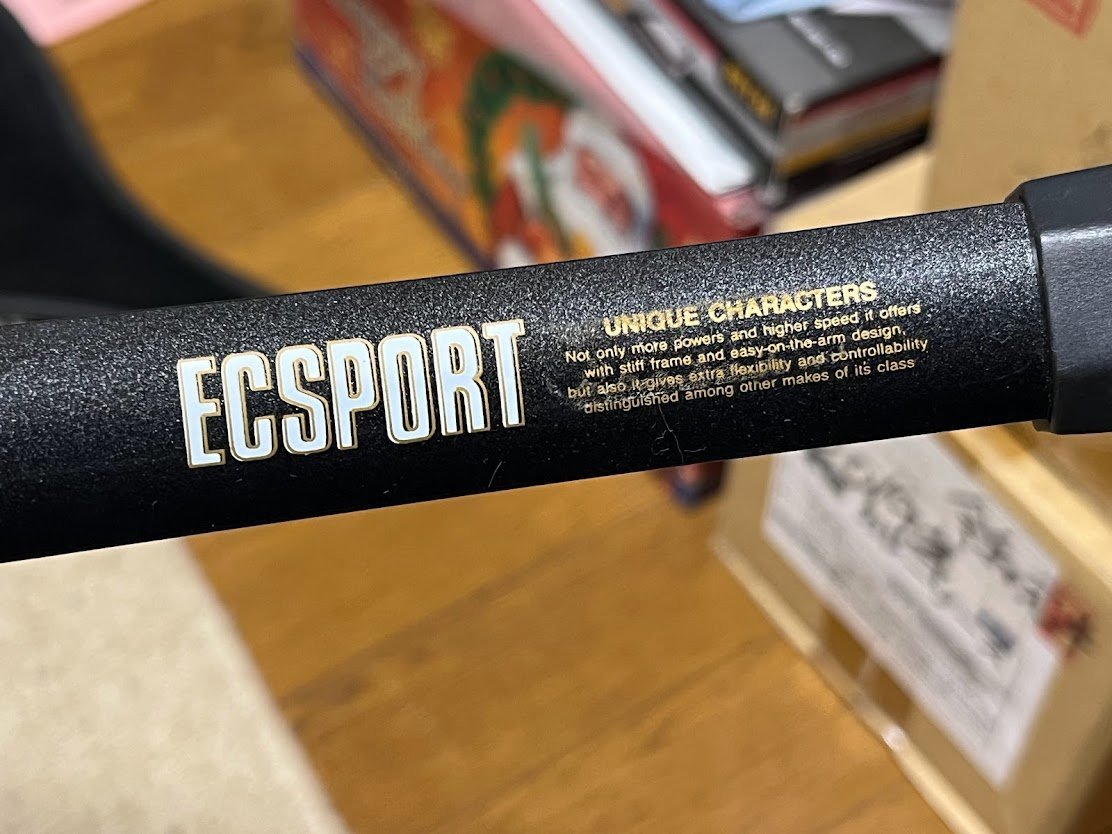 ECSPORT
UNIQUE CHARACTERS
Not only more powers and higher speed it offers
with stiff frame and easy-on-the-arm design,
but also it gives extra flexibility and controllability
distinguished among other makes of its class